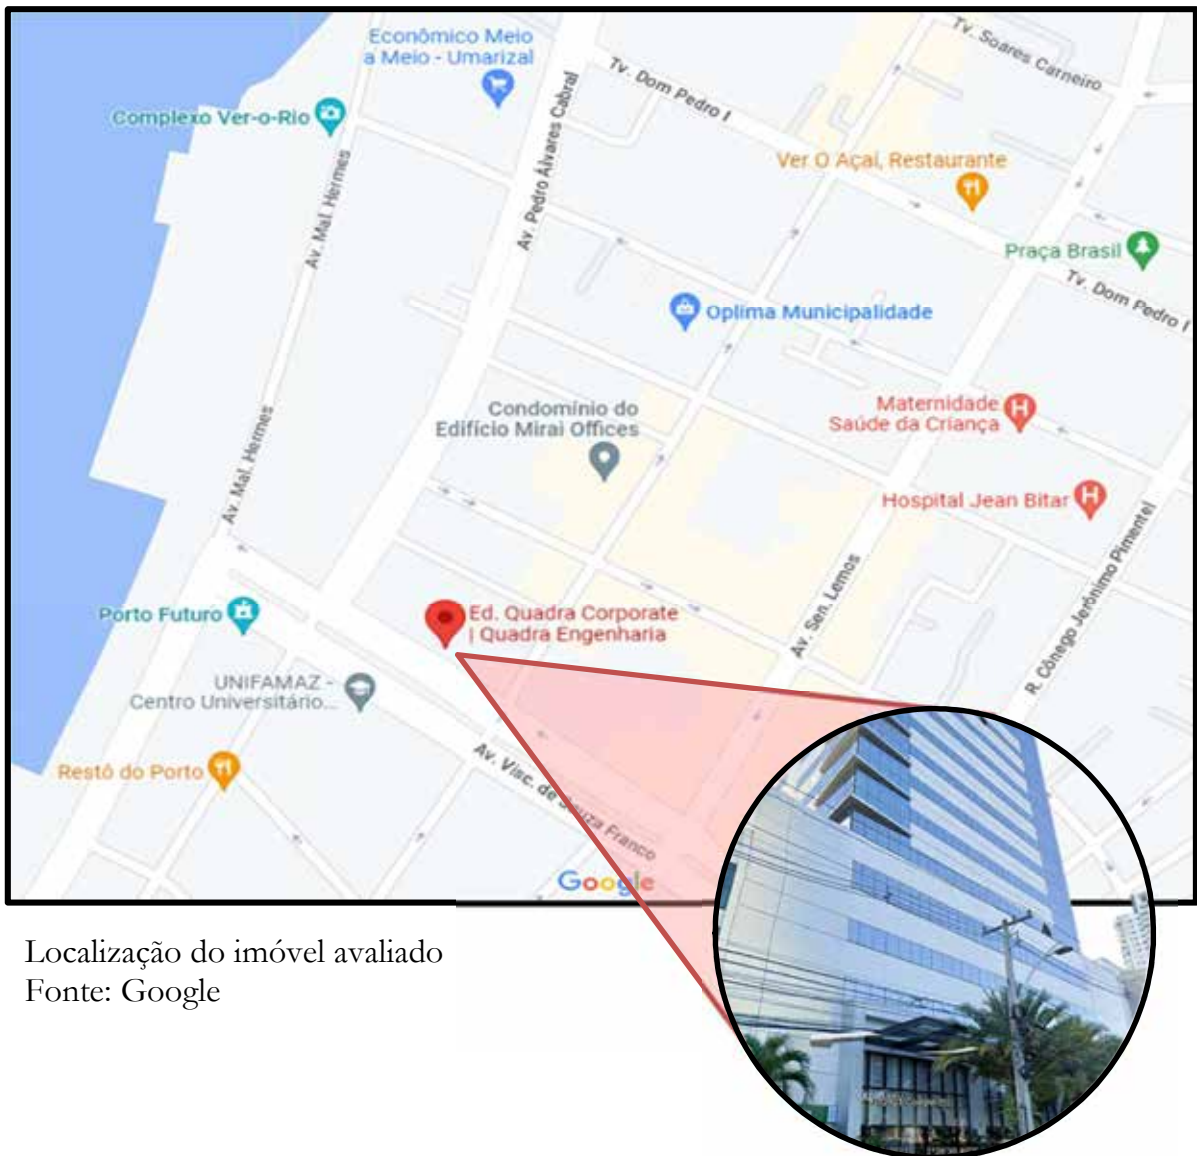 Econômico Meio
a Meio - Umarizal
Tv. Soares Carneiro
Tv. Dom Pedro I
Complexo Ver-o-Rio
Av. Pedro Álvares Cabral
Av. Mal. Hermes
Ver O Açaí, Restaurante
Praça Brasil
Tv. Dom Pedro I
Oplima Municipalidade
Condomínio do
Edifício Mirai Offices
Maternidade
Saúde da Criança
Av. Mal. Hermes
Hospital Jean Bitar
Av. Sen. Lemos
R. Cônego Jerônimo Pimentel
Porto Futuro
Ed. Quadra Corporate
| Quadra Engenharia
UNIFAMAZ -
Centro Universitário...
Restô do Porto
Av. Visc. de Souza Franco
Google
Localização do imóvel avaliado
Fonte: Google